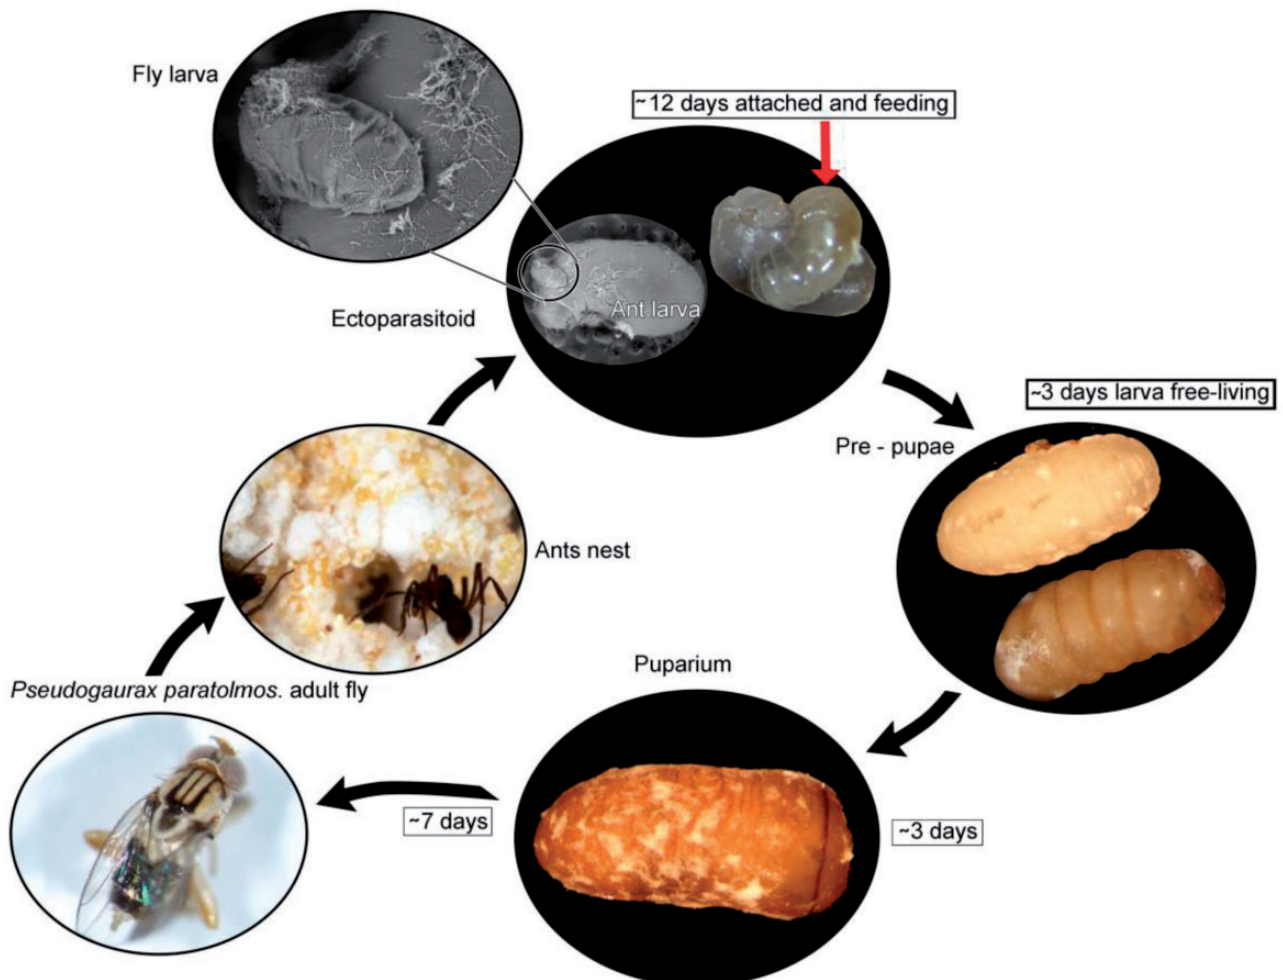 Fly larva
~12 days attached and feeding
Ant larva
Ectoparasitoid
~3 days larva free-living
Pre - pupae
Ants nest
Puparium
Pseudogaurax paratolmos. adult fly
~7 days
~3 days